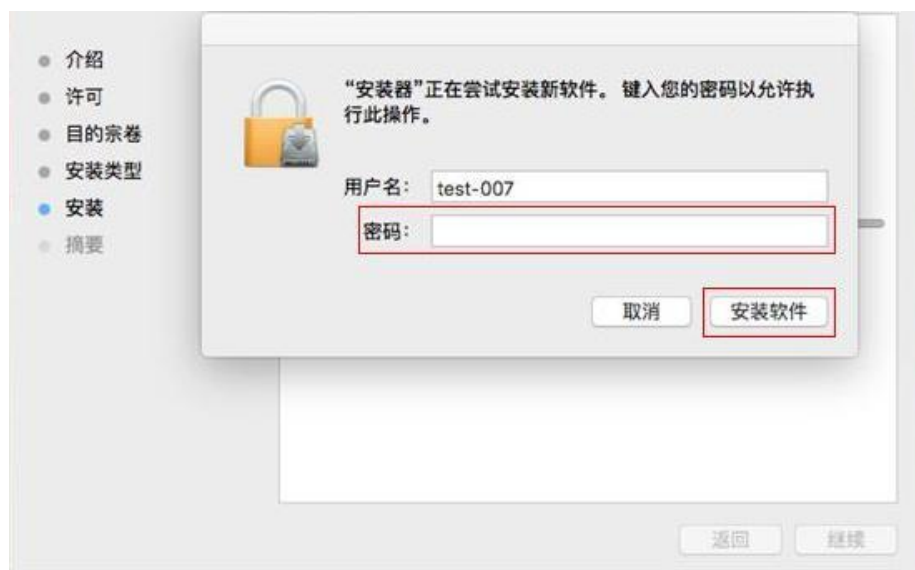 介绍
许可
目的宗卷
安装类型
安装
摘要
“安装器”正在尝试安装新软件。 键入您的密码以允许执
行此操作。
用户名： test-007
密码：
取消
安装软件
返回
继续